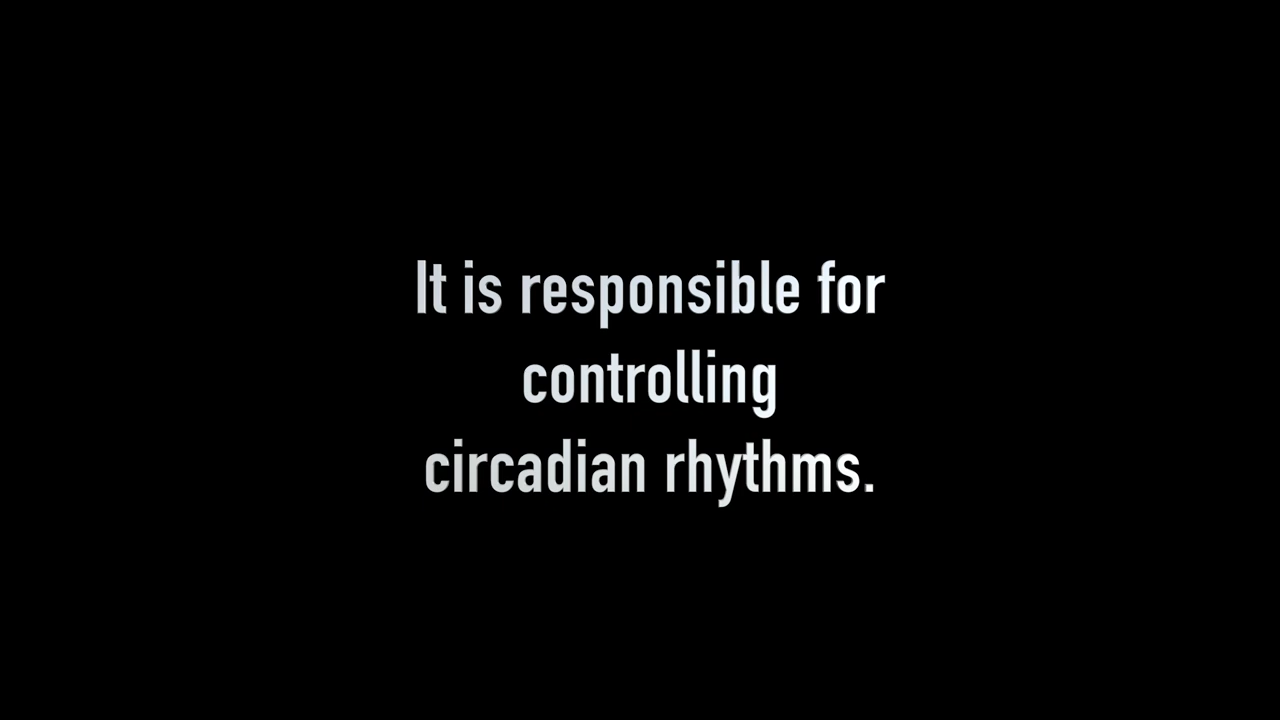 It is responsible for
controlling
circadian rhythms.